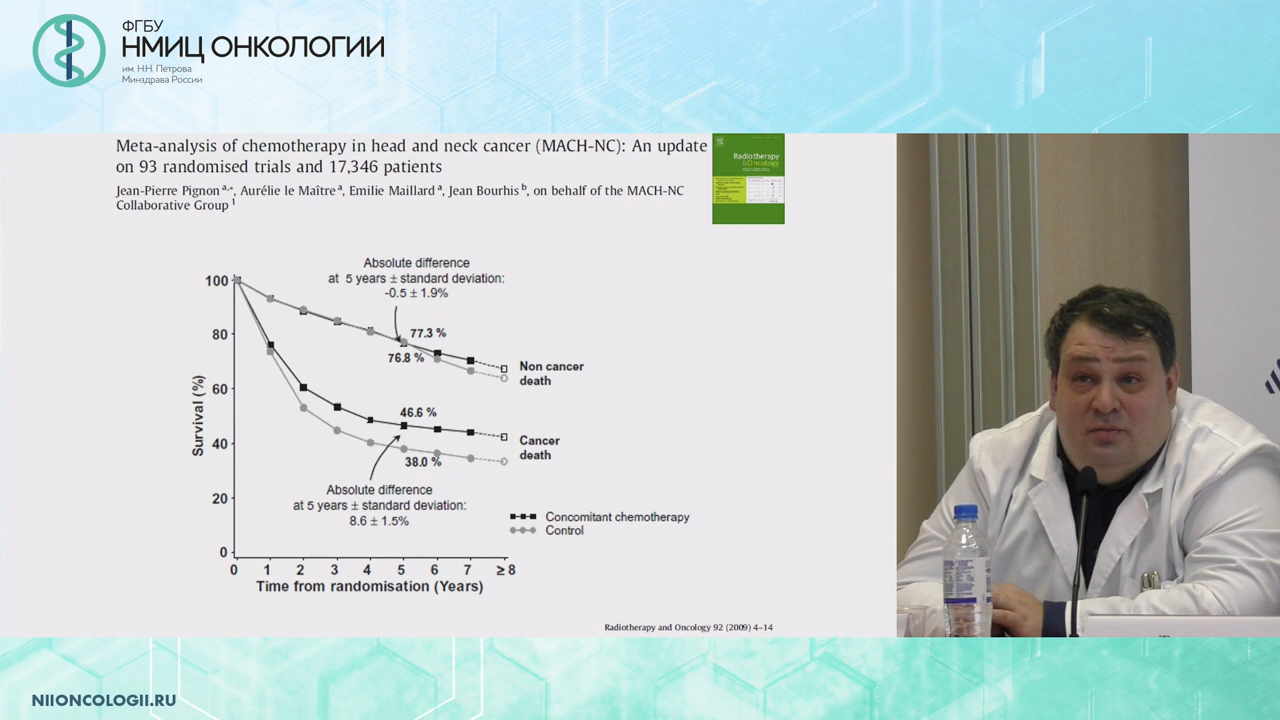 ФГБУ
НМИЦ ОНКОЛОГИИ
им. Н.Н. Петрова
Минздрава России
Meta-analysis of chemotherapy in head and neck cancer (MACH-NC): An update
on 93 randomised trials and 17,346 patients
Jean-Pierre Pignon a,*, Aurélie le Maître a, Emilie Maillard a, Jean Bourhis b, on behalf of the MACH-NC
Collaborative Group 1
Radiotherapy
&Oncology
Absolute difference
at 5 years ± standard deviation:
-0.5 ± 1.9%
100
80
60
40
20
0
Survival (%)
77.3 %
76.8 %
Non cancer
death
46.6 %
38.0 %
Cancer
death
Absolute difference
at 5 years ± standard deviation:
8.6 ± 1.5%
Concomitant chemotherapy
Control
0 1 2 3 4 5 6 7 ≥ 8
Time from randomisation (Years)
Radiotherapy and Oncology 92 (2009) 4–14
NIIONCOLOGII.RU